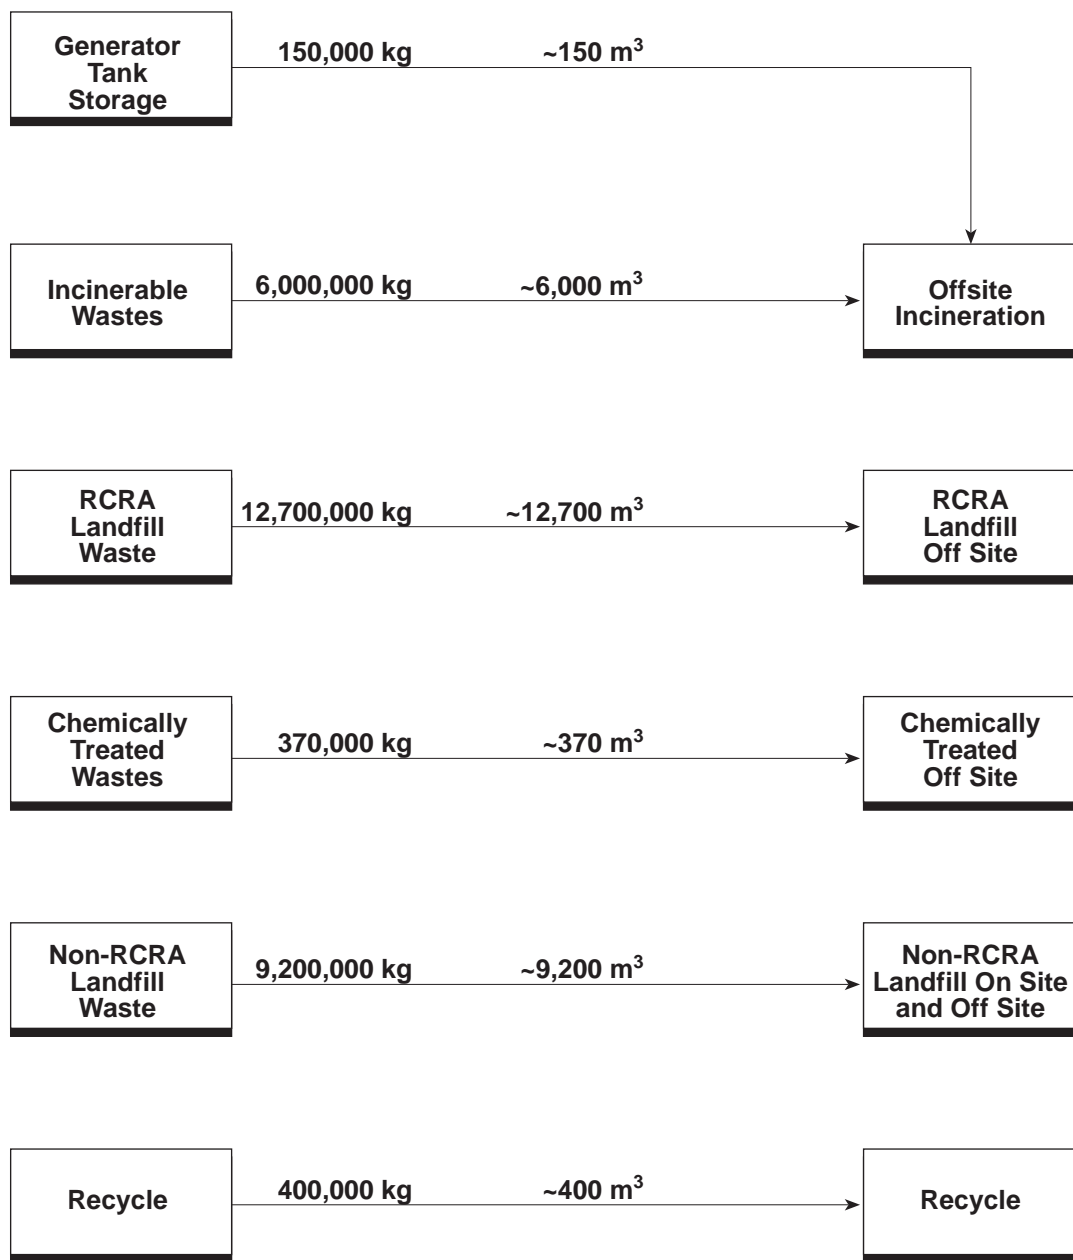 Generator
Tank
Storage
150,000 kg
~150 m³
Incinerable
Wastes
6,000,000 kg
~6,000 m³
Offsite
Incineration
RCRA
Landfill
Waste
12,700,000 kg
~12,700 m³
RCRA
Landfill
Off Site
Chemically
Treated
Wastes
370,000 kg
~370 m³
Chemically
Treated
Off Site
Non-RCRA
Landfill
Waste
9,200,000 kg
~9,200 m³
Non-RCRA
Landfill On Site
and Off Site
Recycle
400,000 kg
~400 m³
Recycle